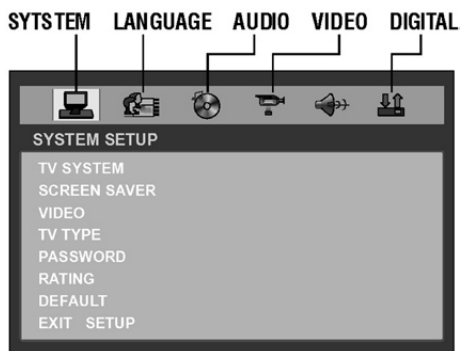 SYTSTEM LANGUAGE AUDIO VIDEO DIGITAL
SYSTEM SETUP
TV SYSTEM
SCREEN SAVER
VIDEO
TV TYPE
PASSWORD
RATING
DEFAULT
EXIT SETUP